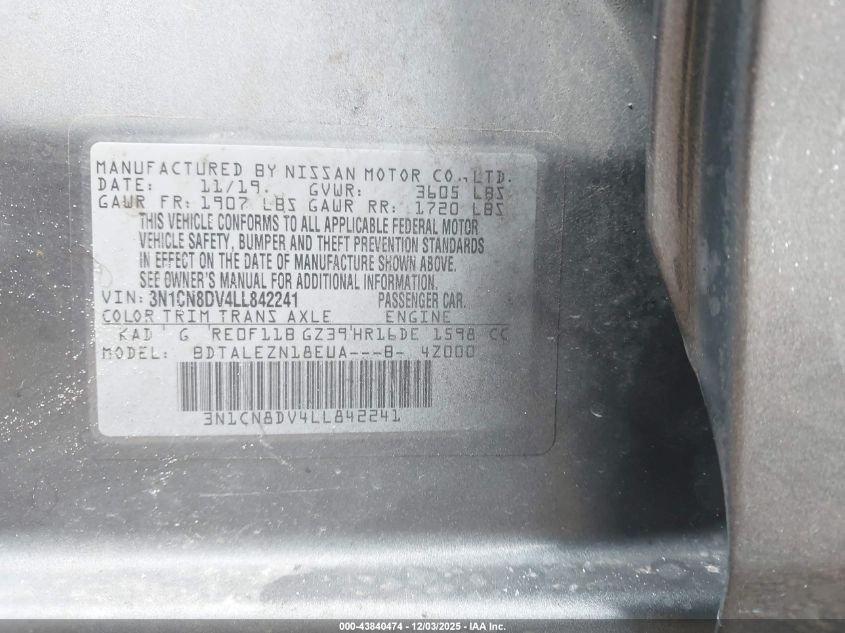 MANUFACTURED BY NISSAN MOTOR CO., LTD.
DATE: 11/19. GVWR: 3605 LBS
GAWR FR: 1907 LBS GAWR RR: 1720 LBS
THIS VEHICLE CONFORMS TO ALL APPLICABLE FEDERAL MOTOR
VEHICLE SAFETY, BUMPER AND THEFT PREVENTION STANDARDS
IN EFFECT ON THE DATE OF MANUFACTURE SHOWN ABOVE.
SEE OWNER'S MANUAL FOR ADDITIONAL INFORMATION.
VIN: 3N1CN8DV4LL842241 PASSENGER CAR.
COLOR TRIM TRANS AXLE ENGINE
KAD G RE0F11B GZ39 HR16DE 1598 CC
MODEL: BDTALEZN18EUA---B- 4Z000
3N1CN8DV4LL842241
000-43840474 - 12/03/2025 - IAA Inc.